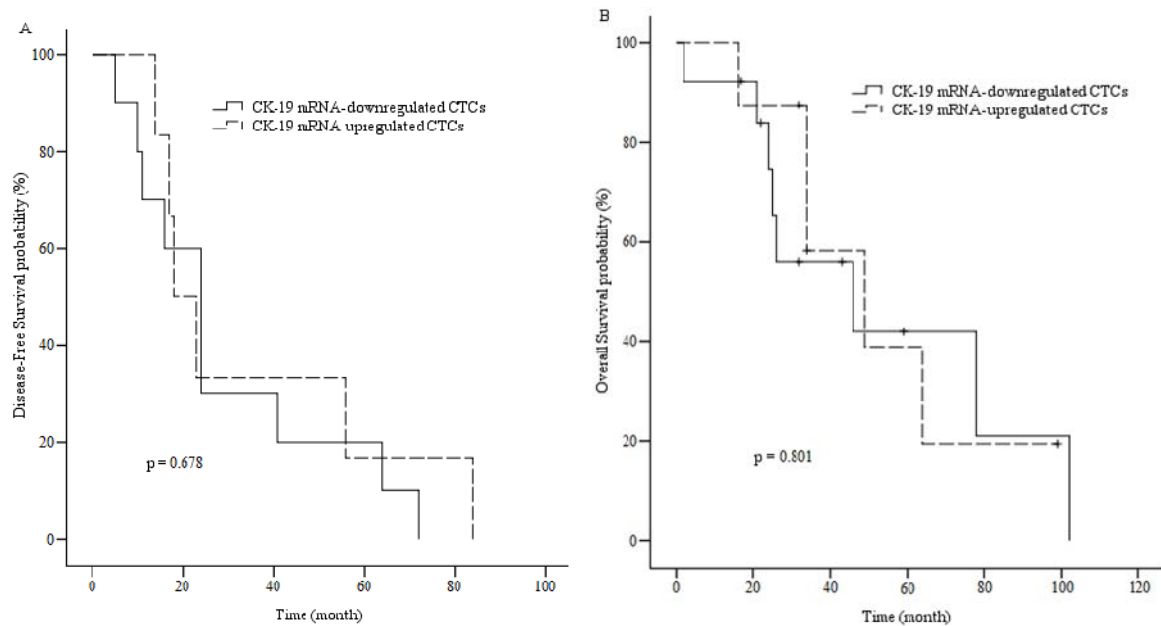 A
100
80
60
40
20
0
Disease-Free Survival probability (%)
CK-19 mRNA-downregulated CTCs
CK-19 mRNA upregulated CTCs
p = 0.678
0 20 40 60 80 100
Time (month)
B
100
80
60
40
20
0
Overall Survival probability (%)
CK-19 mRNA-downregulated CTCs
CK-19 mRNA-upregulated CTCs
p = 0.801
0 20 40 60 80 100 120
Time (month)